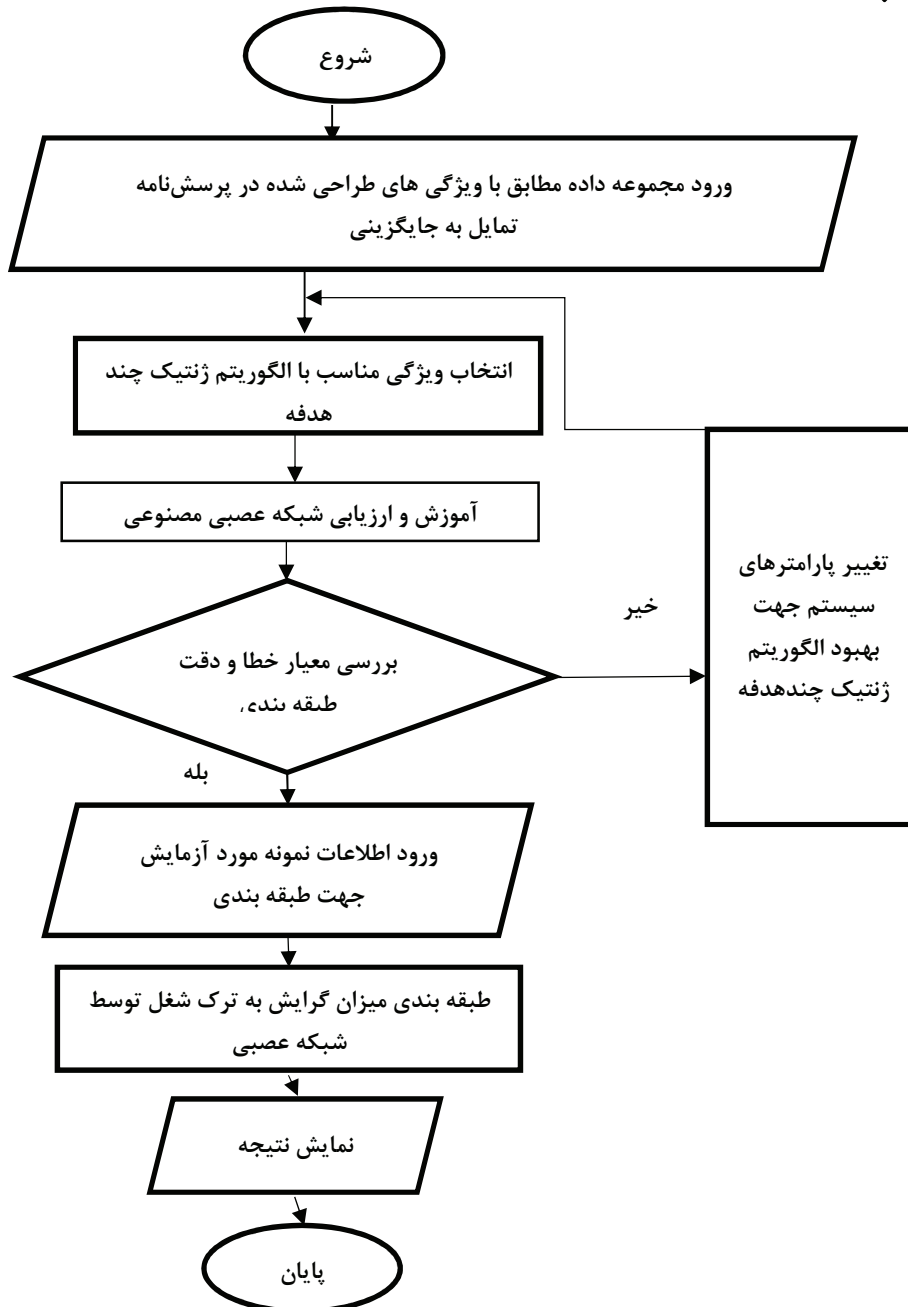 شروع
ورود مجموعه داده مطابق با ویژگی های طراحی شده در پرسش‌نامه
تمایل به جایگزینی
انتخاب ویژگی مناسب با الگوریتم ژنتیک چند
هدفه
آموزش و ارزیابی شبکه عصبی مصنوعی
بررسی معیار خطا و دقت
طبقه بندی
خیر
تغییر پارامترهای
سیستم جهت
بهبود الگوریتم
ژنتیک چندهدفه
بله
ورود اطلاعات نمونه مورد آزمایش
جهت طبقه بندی
طبقه بندی میزان گرایش به ترک شغل توسط
شبکه عصبی
نمایش نتیجه
پایان